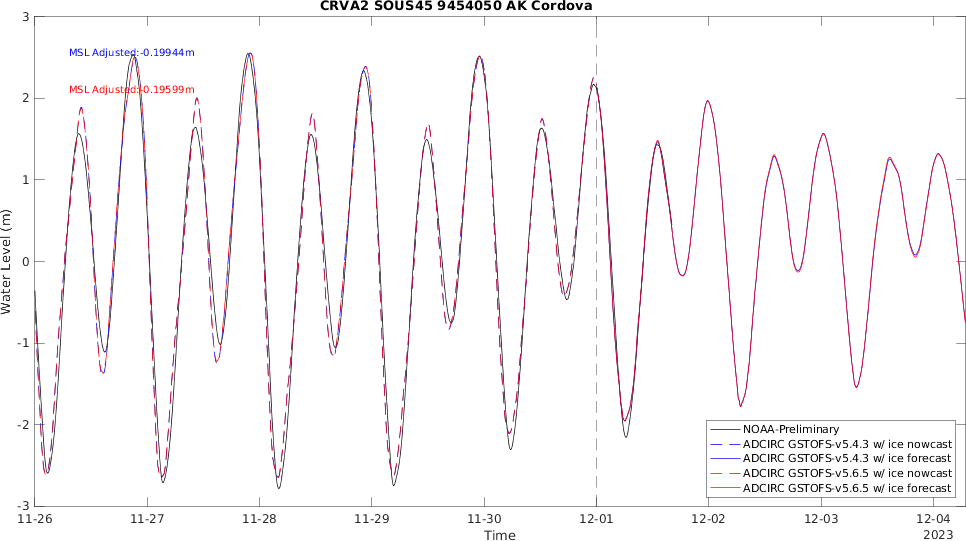 CRVA2 SOUS45 9454050 AK Cordova
MSL Adjusted:-0.19944m
MSL Adjusted:-0.19599m
Water Level (m)
3
2
1
0
-1
-2
-3
NOAA-Preliminary
ADCIRC GSTOFS-v5.4.3 w/ ice nowcast
ADCIRC GSTOFS-v5.4.3 w/ ice forecast
ADCIRC GSTOFS-v5.6.5 w/ ice nowcast
ADCIRC GSTOFS-v5.6.5 w/ ice forecast
11-26 11-27 11-28 11-29 11-30 12-01 12-02 12-03 12-04
Time
2023